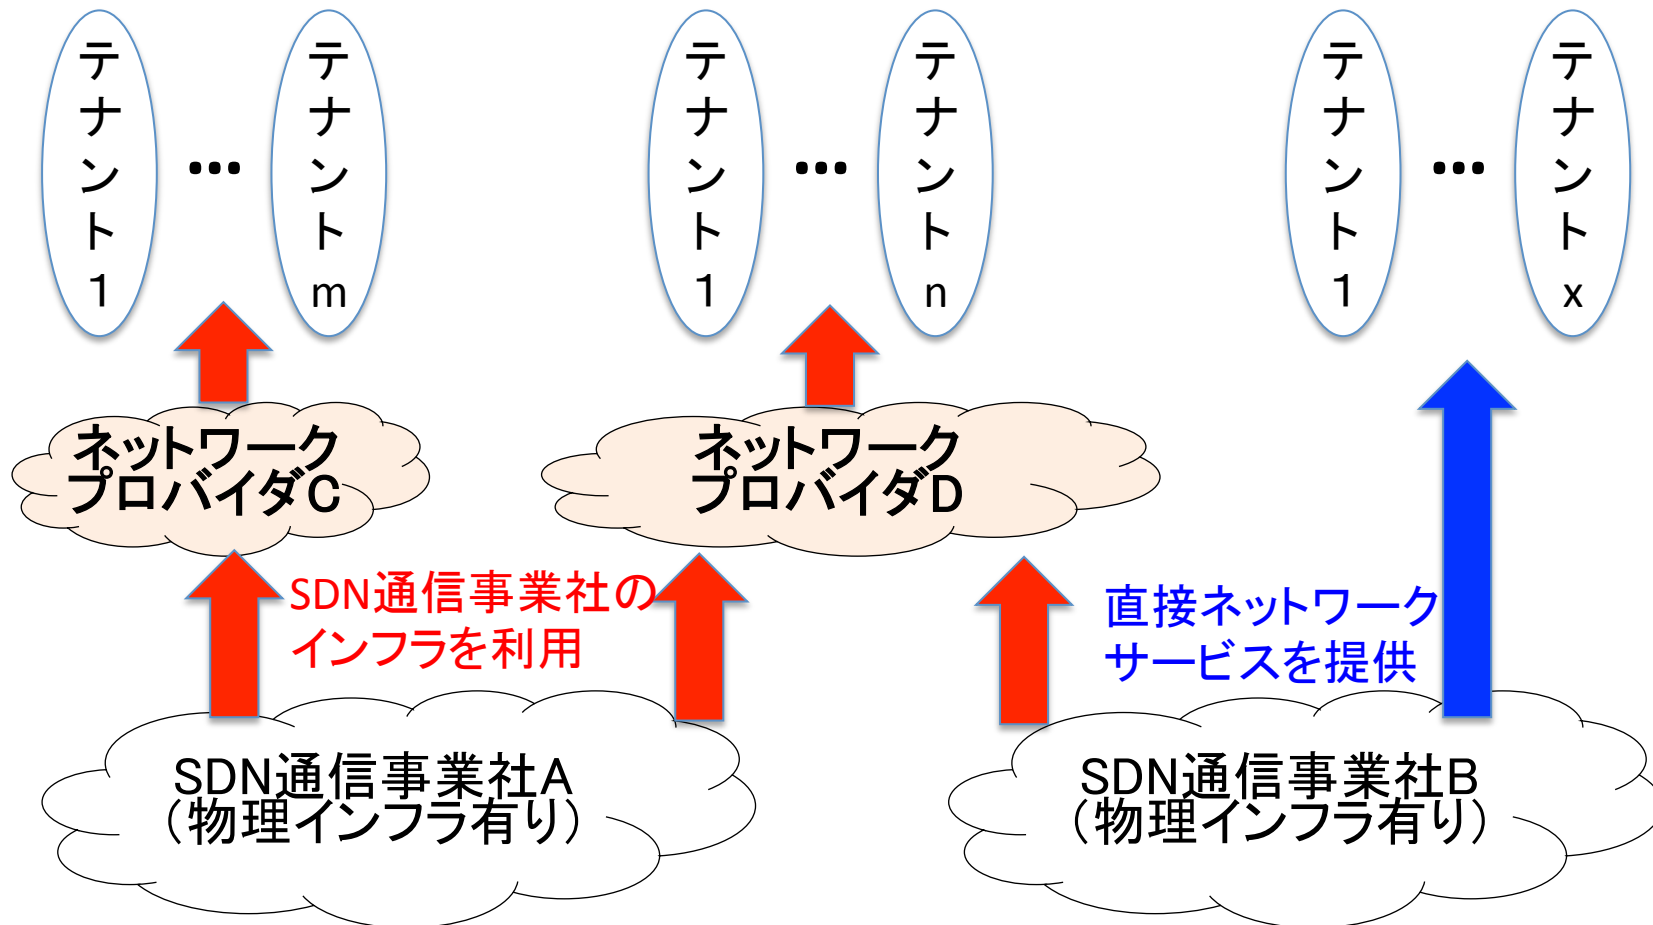 テナント1
…
テナントm
テナント1
…
テナントn
テナント1
…
テナントx
ネットワーク
プロバイダC
ネットワーク
プロバイダD
SDN通信事業社の
インフラを利用
直接ネットワーク
サービスを提供
SDN通信事業社A
（物理インフラ有り）
SDN通信事業社B
（物理インフラ有り）